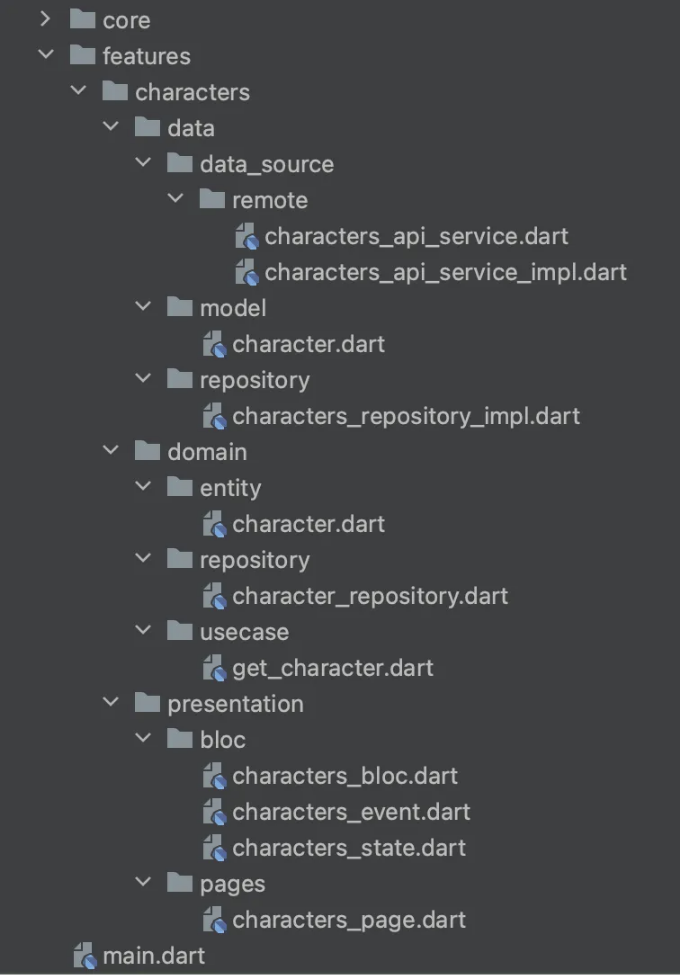 core
features
characters
data
data_source
remote
characters_api_service.dart
characters_api_service_impl.dart
model
character.dart
repository
characters_repository_impl.dart
domain
entity
character.dart
repository
character_repository.dart
usecase
get_character.dart
presentation
bloc
characters_bloc.dart
characters_event.dart
characters_state.dart
pages
characters_page.dart
main.dart